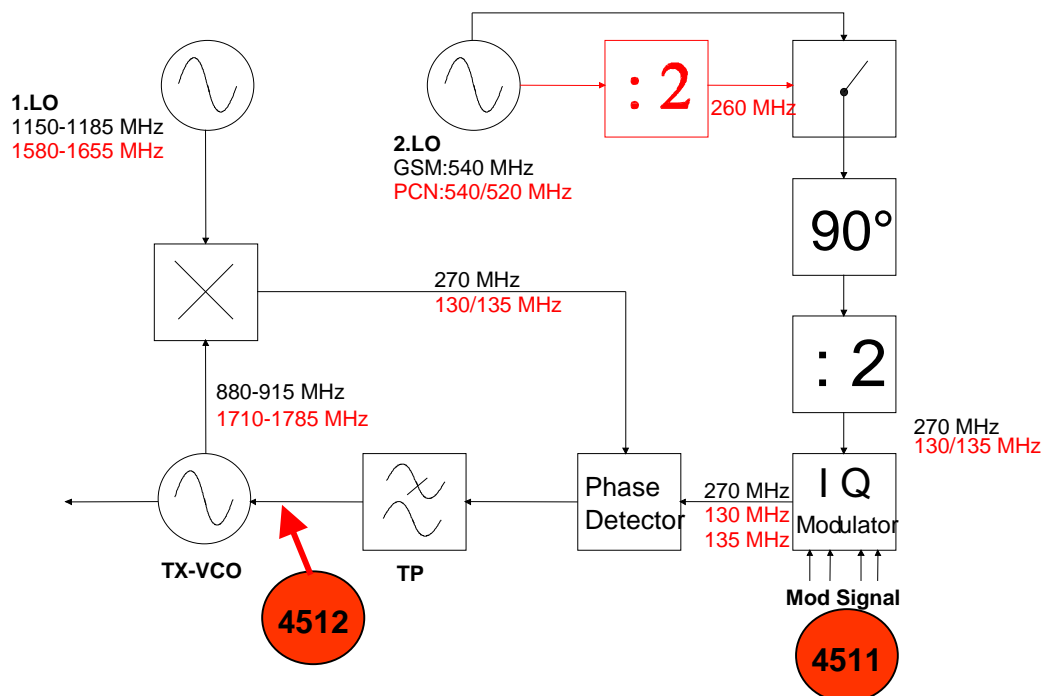 1.LO
1150-1185 MHz
1580-1655 MHz
: 2
260 MHz
2.LO
GSM:540 MHz
PCN:540/520 MHz
90°
270 MHz
130/135 MHz
: 2
880-915 MHz
1710-1785 MHz
270 MHz
130/135 MHz
Phase
Detector
270 MHz
130 MHz
135 MHz
I Q
Modulator
TX-VCO
TP
Mod Signal
4512
4511